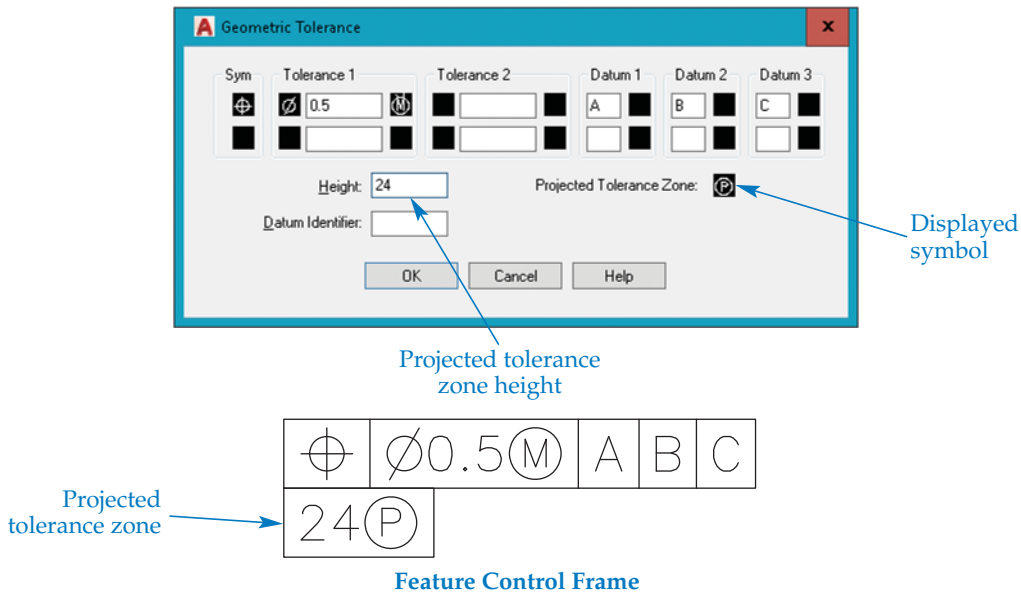 A Geometric Tolerance x
Sym Tolerance 1 Tolerance 2 Datum 1 Datum 2 Datum 3
⌖ Ø 0.5 Ⓜ A B C
Height: 24 Projected Tolerance Zone: Ⓟ
Datum Identifier:
OK Cancel Help
Displayed
symbol
Projected tolerance
zone height
⌖ Ø0.5Ⓜ A B C
Projected
tolerance zone
24Ⓟ
Feature Control Frame